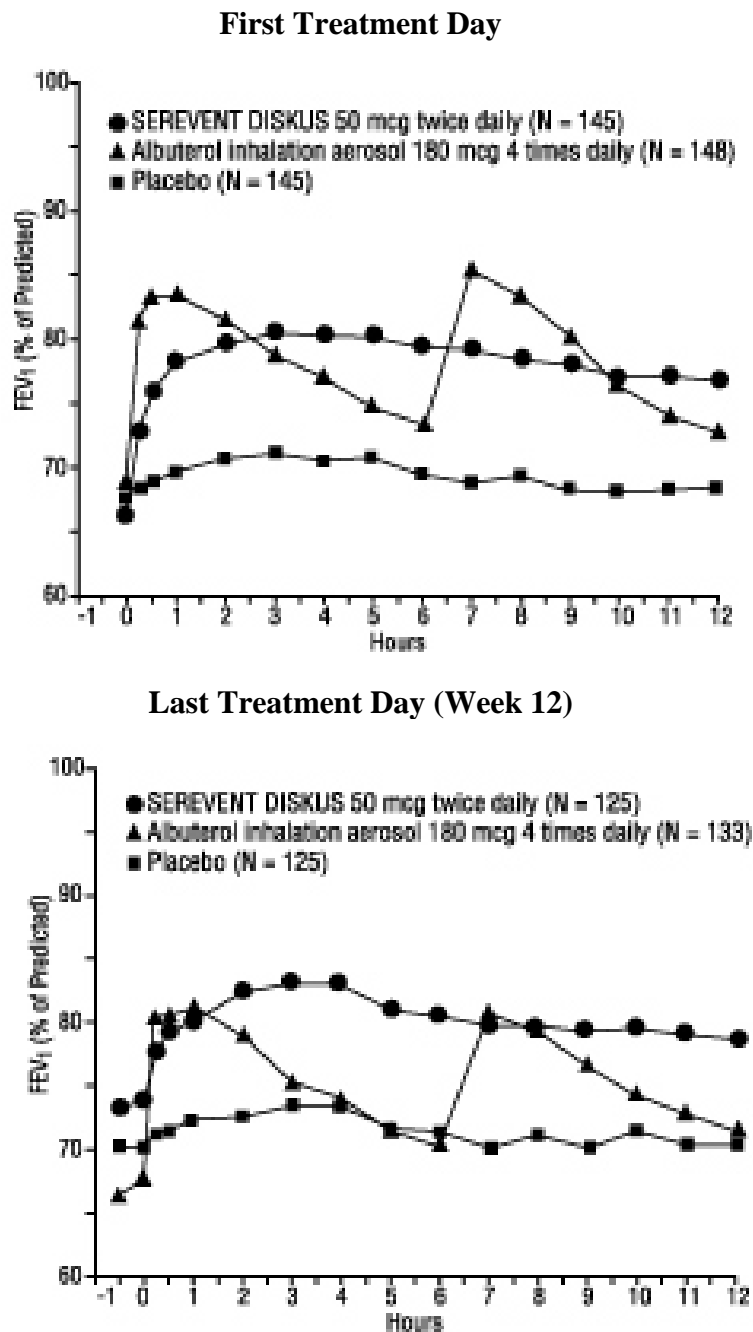 First Treatment Day
100
90
80
70
60
FEV1 (% of Predicted)
● SEREVENT DISKUS 50 mcg twice daily (N = 145)
▲ Albuterol inhalation aerosol 180 mcg 4 times daily (N = 148)
■ Placebo (N = 145)
-1 0 1 2 3 4 5 6 7 8 9 10 11 12
Hours
Last Treatment Day (Week 12)
100
90
80
70
60
FEV1 (% of Predicted)
● SEREVENT DISKUS 50 mcg twice daily (N = 125)
▲ Albuterol inhalation aerosol 180 mcg 4 times daily (N = 133)
■ Placebo (N = 125)
-1 0 1 2 3 4 5 6 7 8 9 10 11 12
Hours